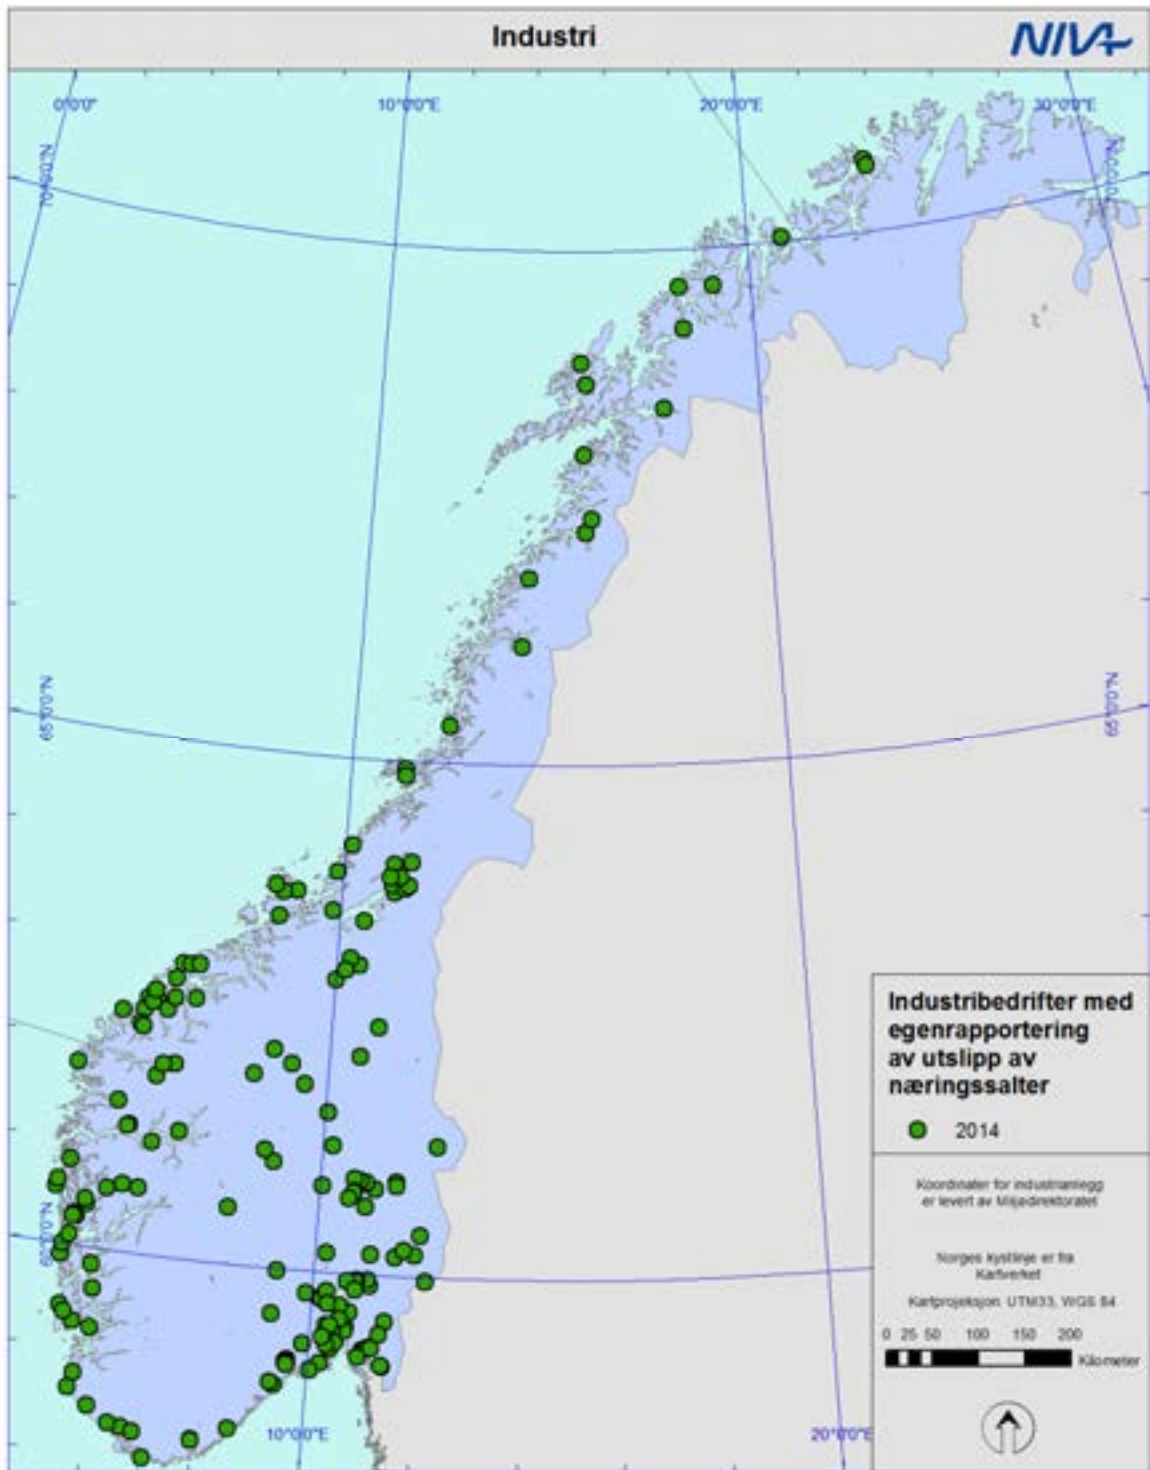 Industri
NIVA
0°0'0"
10°0'0"E
20°0'0"E
30°0'0"E
70°0'0"N
65°0'0"N
65°0'0"N
60°0'0"N
10°0'0"E
20°0'0"E
Industribedrifter med
egenrapportering
av utslipp av
næringssalter
2014
Koordinater for industrianlegg
er levert av Miljødirektoratet
Norges kystlinje er fra
Kartverket
Kartprojeksjon: UTM33, WGS 84
0 25 50 100 150 200
Kilometer